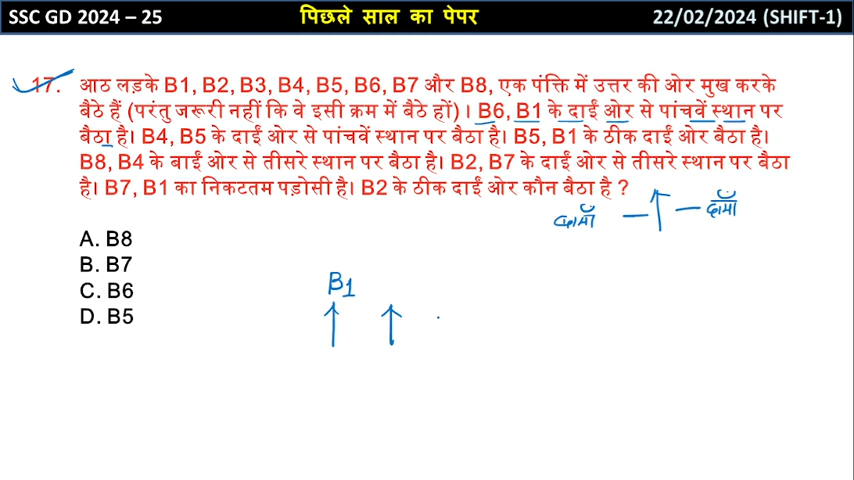 SSC GD 2024 – 25 पिछले साल का पेपर 22/02/2024 (SHIFT-1)
17. आठ लड़के B1, B2, B3, B4, B5, B6, B7 और B8, एक पंक्ति में उत्तर की ओर मुख करके
बैठे हैं (परंतु जरूरी नहीं कि वे इसी क्रम में बैठे हों) । B6, B1 के दाईं ओर से पांचवें स्थान पर
बैठा है। B4, B5 के दाईं ओर से पांचवें स्थान पर बैठा है। B5, B1 के ठीक दाईं ओर बैठा है।
B8, B4 के बाईं ओर से तीसरे स्थान पर बैठा है। B2, B7 के दाईं ओर से तीसरे स्थान पर बैठा
है। B7, B1 का निकटतम पड़ोसी है। B2 के ठीक दाईं ओर कौन बैठा है ?
A. B8
B. B7
C. B6
D. B5
B1